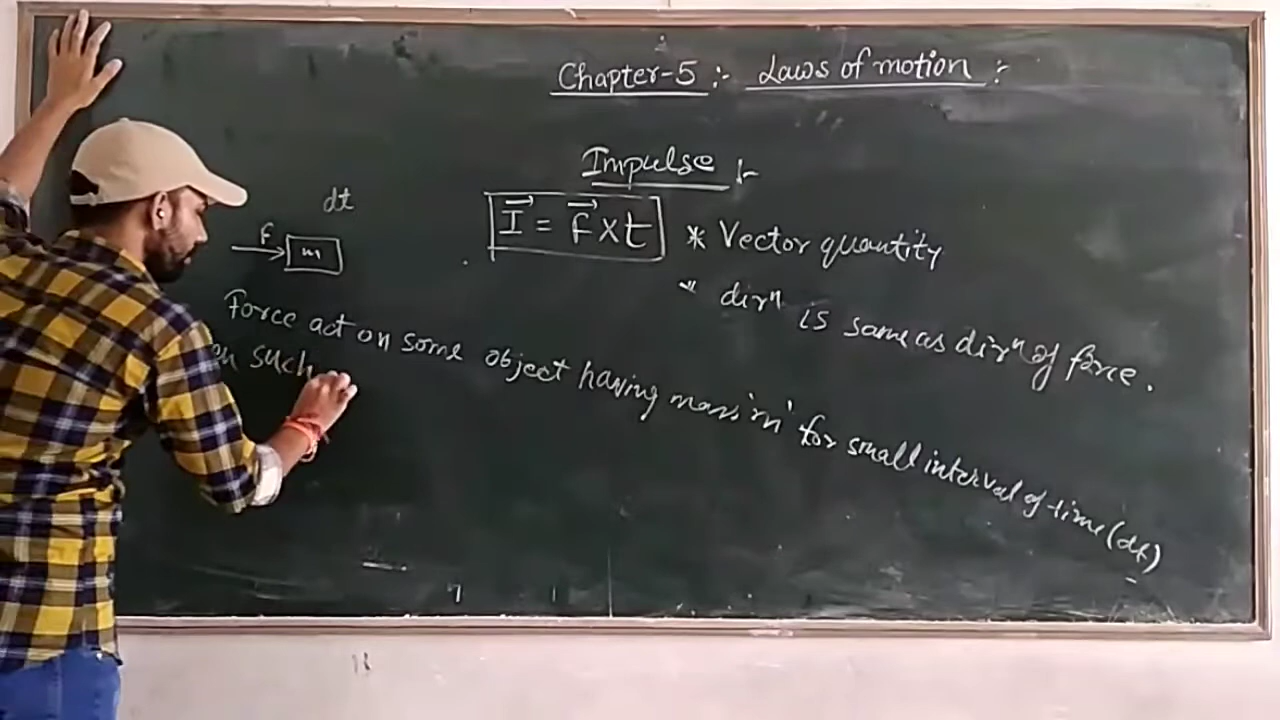 Chapter-5 :- Laws of motion :-
Impulse :-
dt
F
m
I = F x t
* Vector quantity
* dirn is same as dirn of force.
Force act on some object having mass 'm' for small interval of time (dt)
such